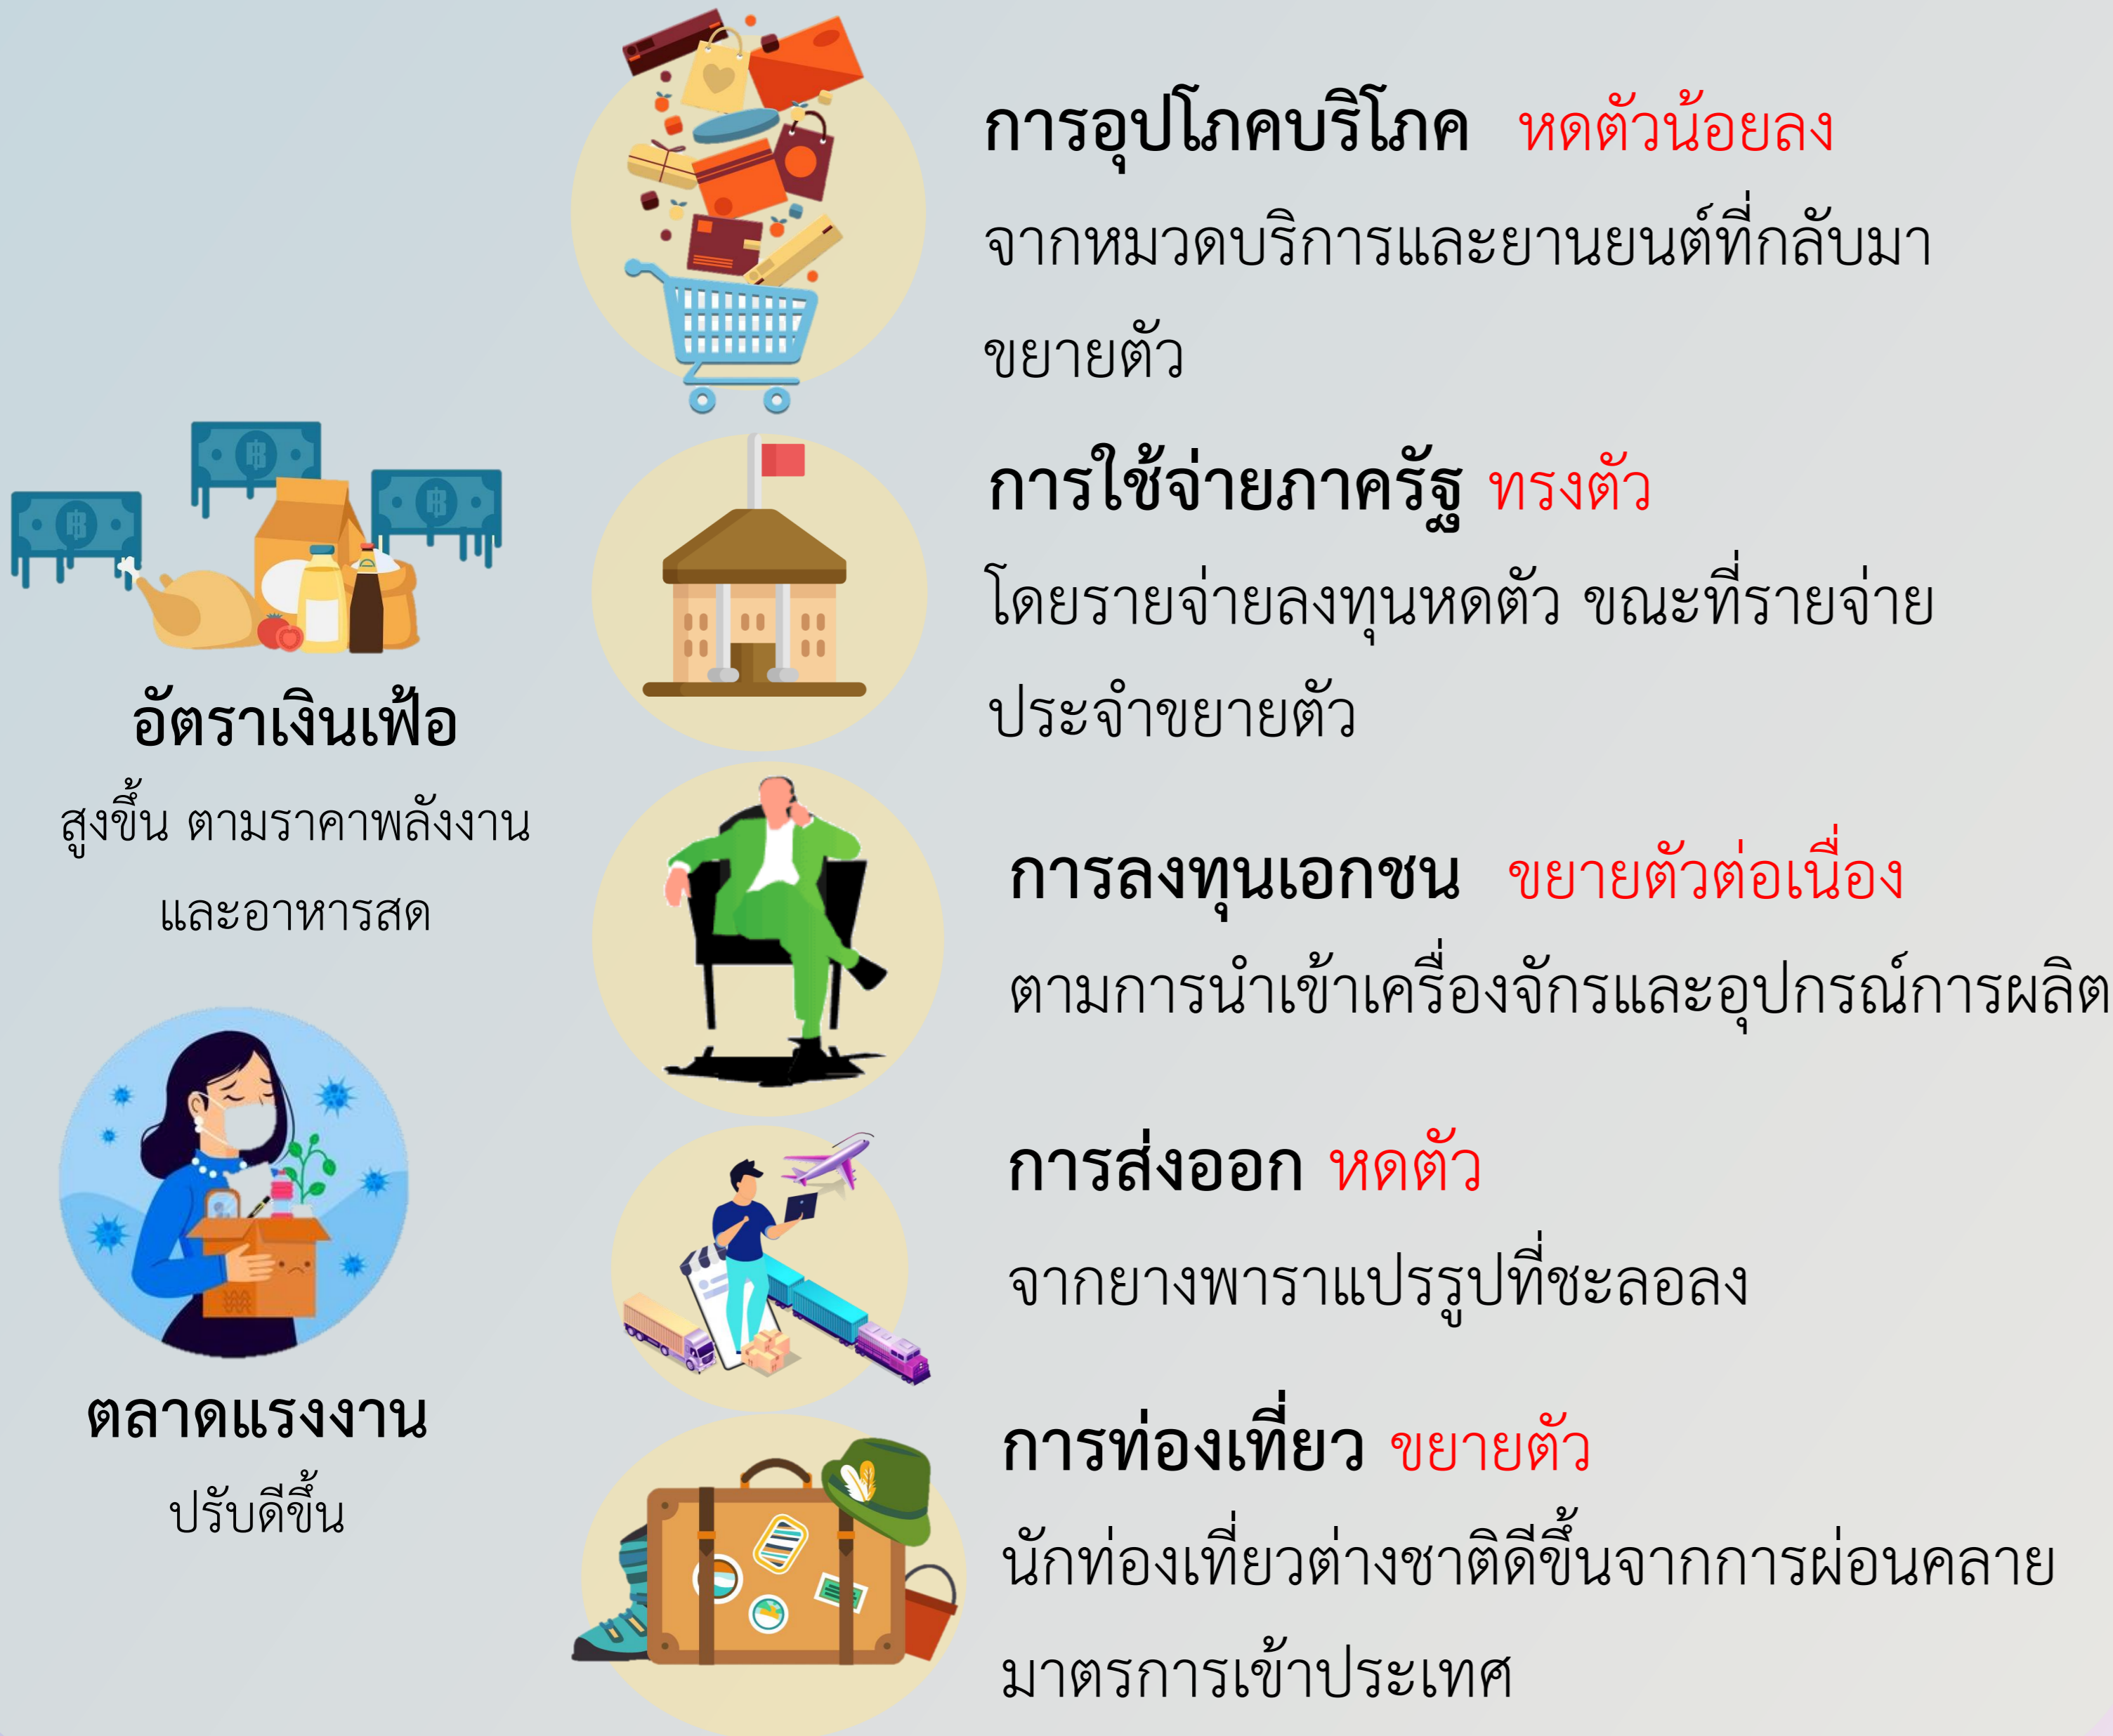 การอุปโภคบริโภค หดตัวน้อยลง
จากหมวดบริการและยานยนต์ที่กลับมา
ขยายตัว
การใช้จ่ายภาครัฐ ทรงตัว
โดยรายจ่ายลงทุนหดตัว ขณะที่รายจ่าย
ประจำขยายตัว
การลงทุนเอกชน ขยายตัวต่อเนื่อง
ตามการนำเข้าเครื่องจักรและอุปกรณ์การผลิต
การส่งออก หดตัว
จากยางพาราแปรรูปที่ชะลอลง
การท่องเที่ยว ขยายตัว
นักท่องเที่ยวต่างชาติดีขึ้นจากการผ่อนคลาย
มาตรการเข้าประเทศ
อัตราเงินเฟ้อ
สูงขึ้น ตามราคาพลังงาน
และอาหารสด
ตลาดแรงงาน
ปรับดีขึ้น